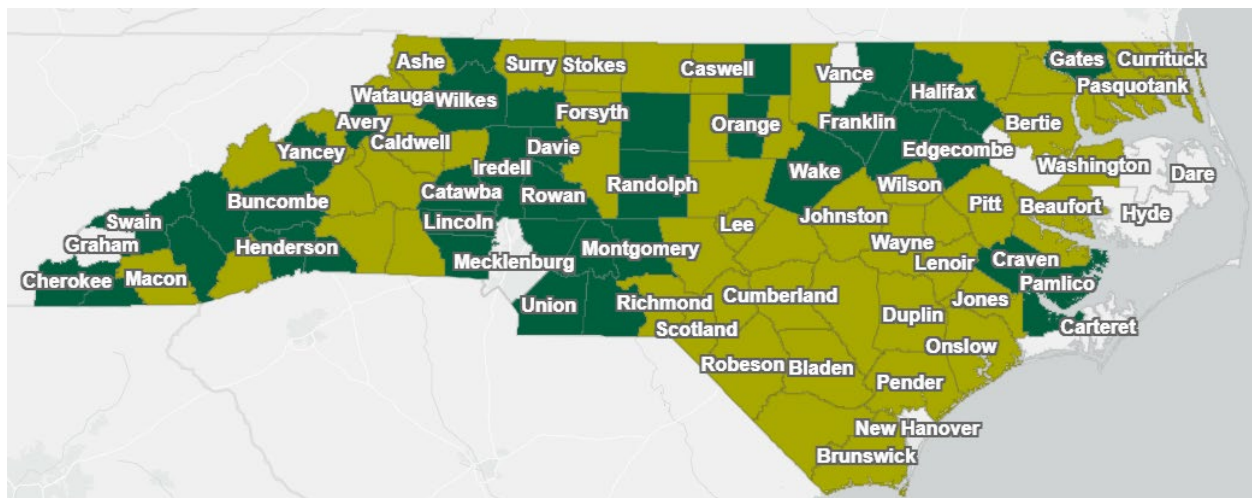 Ashe
Surry
Stokes
Caswell
Vance
Gates
Currituck
Pasquotank
Watauga
Wilkes
Forsyth
Halifax
Avery
Caldwell
Orange
Franklin
Bertie
Yancey
Iredell
Davie
Edgecombe
Washington
Dare
Buncombe
Catawba
Rowan
Randolph
Wake
Wilson
Pitt
Beaufort
Hyde
Swain
Lincoln
Lee
Johnston
Graham
Henderson
Mecklenburg
Montgomery
Wayne
Lenoir
Craven
Cherokee
Macon
Pamlico
Union
Richmond
Cumberland
Jones
Duplin
Carteret
Scotland
Onslow
Robeson
Bladen
Pender
New Hanover
Brunswick